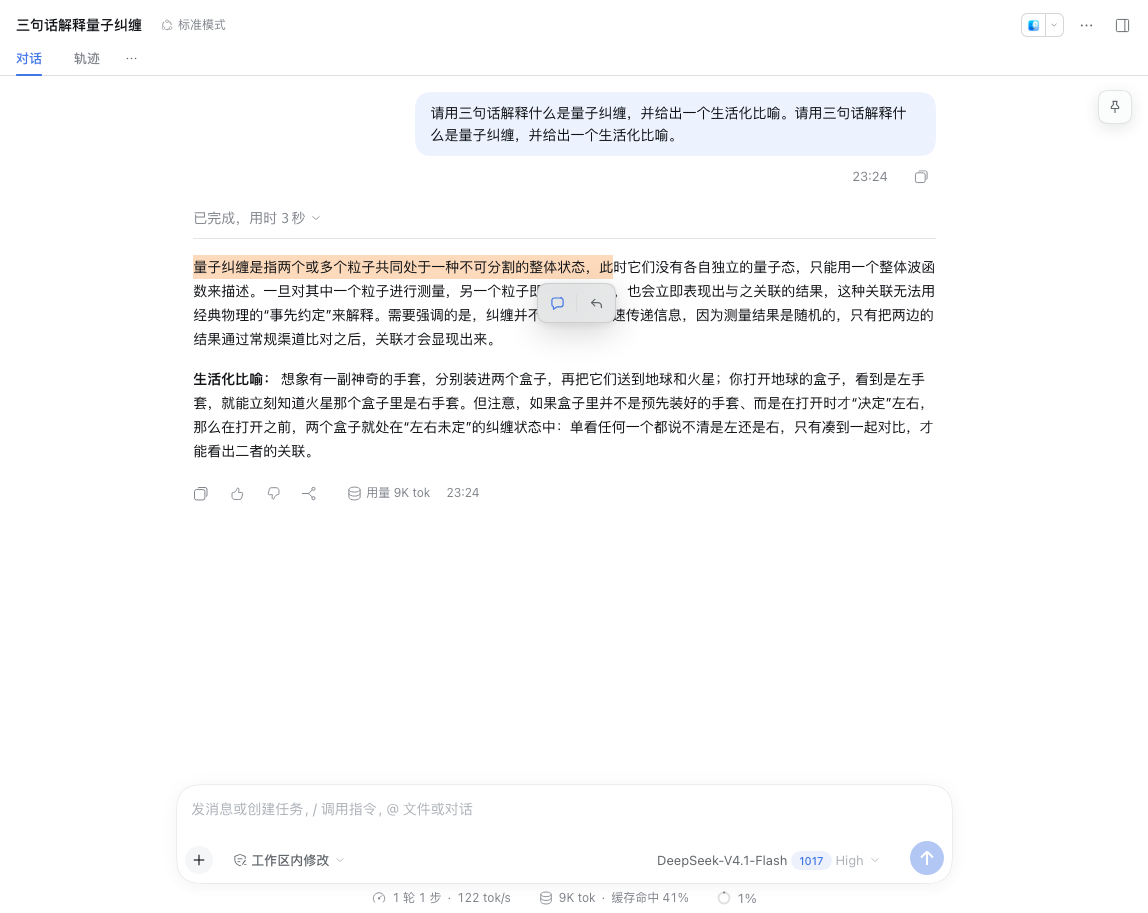 三句话解释量子纠缠 标准模式
对话 轨迹 ···
请用三句话解释什么是量子纠缠，并给出一个生活化比喻。请用三句话解释什
么是量子纠缠，并给出一个生活化比喻。
23:24
已完成，用时 3 秒
量子纠缠是指两个或多个粒子共同处于一种不可分割的整体状态，此时它们没有各自独立的量子态，只能用一个整体波函
数来描述。一旦对其中一个粒子进行测量，另一个粒子即 ，也会立即表现出与之关联的结果，这种关联无法用
经典物理的“事先约定”来解释。需要强调的是，纠缠并不 速传递信息，因为测量结果是随机的，只有把两边的
结果通过常规渠道比对之后，关联才会显现出来。
生活化比喻： 想象有一副神奇的手套，分别装进两个盒子，再把它们送到地球和火星；你打开地球的盒子，看到是左手
套，就能立刻知道火星那个盒子里是右手套。但注意，如果盒子里并不是预先装好的手套、而是在打开时才“决定”左右，
那么在打开之前，两个盒子就处在“左右未定”的纠缠状态中：单看任何一个都说不清是左还是右，只有凑到一起对比，才
能看出二者的关联。
用量 9K tok 23:24
发消息或创建任务, / 调用指令, @ 文件或对话
工作区内修改 DeepSeek-V4.1-Flash 1017 High
1 轮 1 步 · 122 tok/s 9K tok · 缓存命中 41% 1%